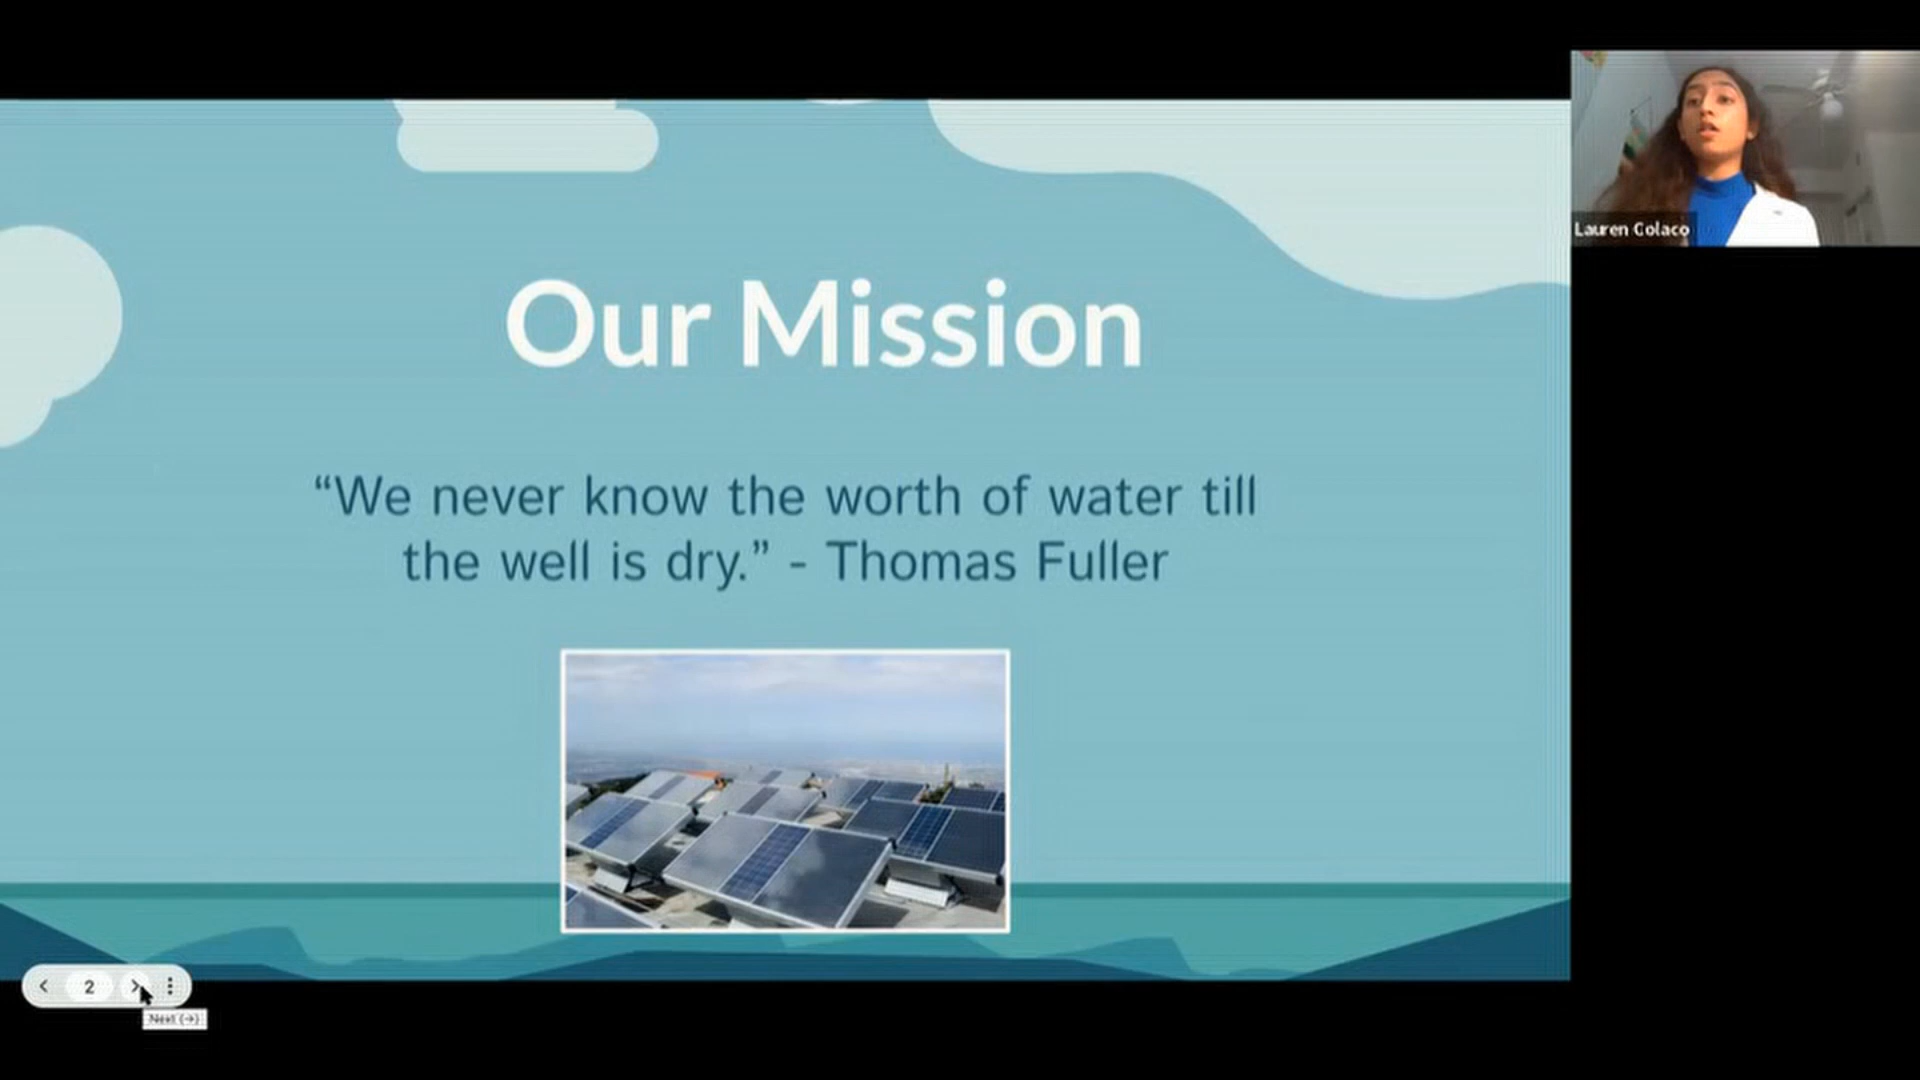 Our Mission
“We never know the worth of water till
the well is dry.” - Thomas Fuller
Lauren Colaco
2
Next (→)